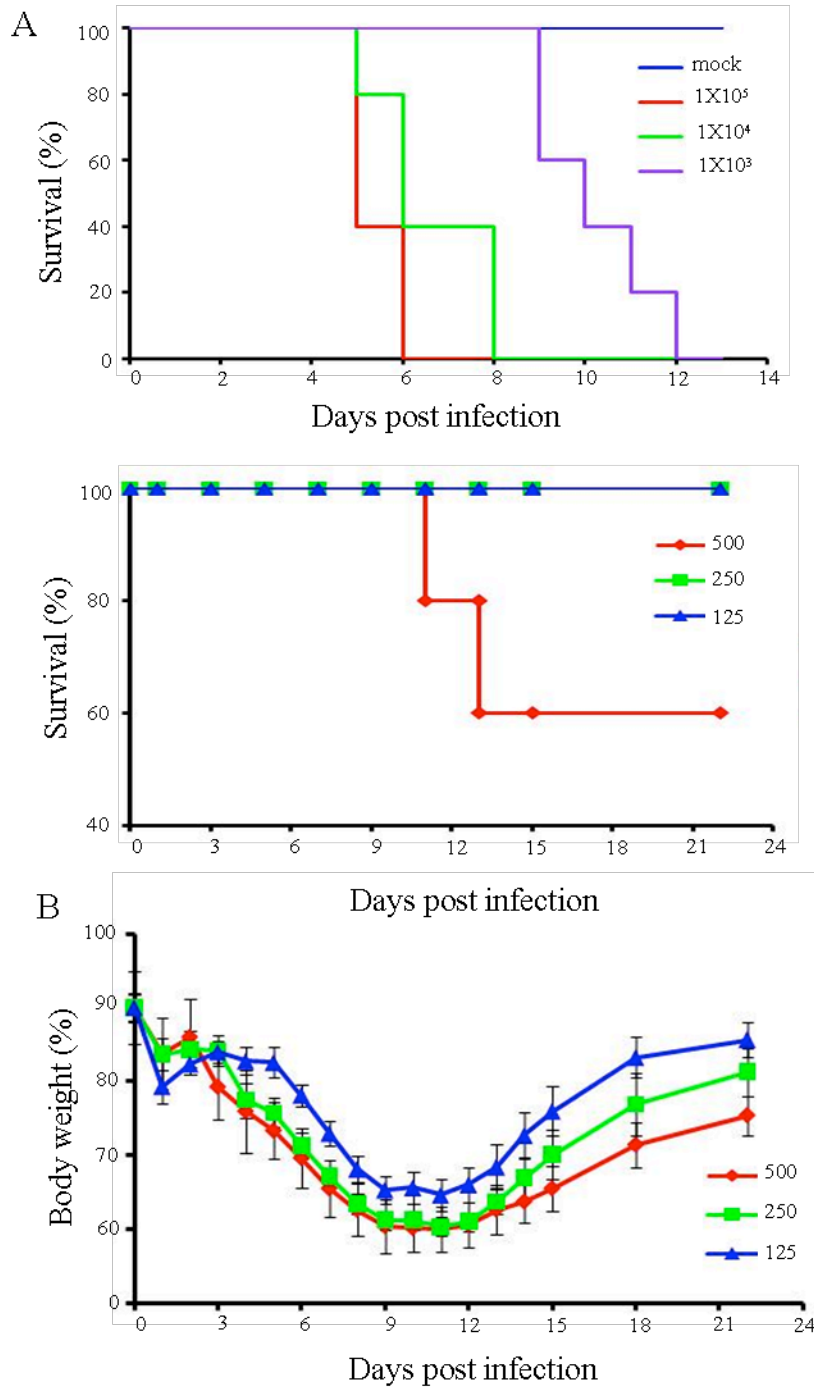 A
100
80
60
40
20
0
Survival (%)
mock
1X10⁵
1X10⁴
1X10³
0 2 4 6 8 10 12 14
Days post infection
100
80
60
40
Survival (%)
500
250
125
0 3 6 9 12 15 18 21 24
Days post infection
B
100
90
80
70
60
0
Body weight (%)
500
250
125
0 3 6 9 12 15 18 21 24
Days post infection